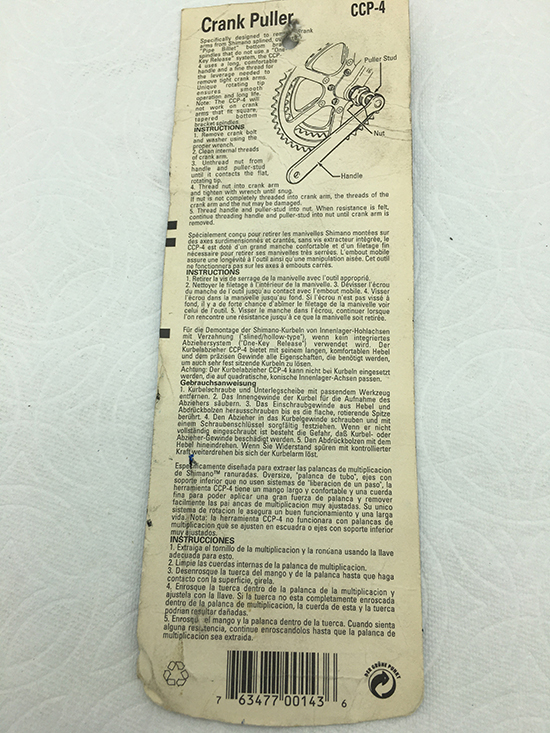 Crank Puller
CCP-4
Specifically designed to rem crank
arms from Shimano splined, ov
"Pipe Billet" bottom bra
spindles that do not use a "One
Key Release" system, the CCP-
4 uses a long, comfortable
handle and a fine thread for
the leverage needed to
remove tight crank arms.
Unique rotating tip
ensures smooth
operation and long life.
Note: The CCP-4 will
not work on crank
arms that fit square,
tapered bottom
bracket spindles.
Puller Stud
Nut
Handle
INSTRUCTIONS
1. Remove crank bolt
and washer using the
proper wrench.
2. Clean internal threads
of crank arm.
3. Unthread nut from
handle and puller-stud
until it contacts the flat,
rotating tip.
4. Thread nut into crank arm
and tighten with wrench until snug.
If nut is not completely threaded into crank arm, the threads of the
crank arm and the nut may be damaged.
5. Thread handle and puller-stud into nut. When resistance is felt,
continue threading handle and puller-stud into nut until crank arm is
removed.
Spécialement conçu pour retirer les manivelles Shimano montées sur
des axes surdimensionnés et crantés, sans vis extracteur intégrée, le
CCP-4 est doté d'un grand manche confortable et d'un filetage fin
nécessaire pour retirer ses manivelles très serrées. L'embout mobile
assure une longévité à l'outil ainsi qu'une manipulation aisée. Cet outil
ne fonctionnera pas sur les axes à embouts carrés.
INSTRUCTIONS
1. Retirer la vis de serrage de la manivelle avec l'outil approprié.
2. Nettoyer le filetage à l'intérieure de la manivelle. 3. Dévisser l'écrou
du manche de l'outil jusqu'au contact avec l'embout mobile. 4. Visser
l'écrou dans la manivelle jusqu'au fond. Si l'écrou n'est pas vissé à
fond, il y a de forte chance d'abîmer le filetage de la manivelle voir
celui de l'outil. 5. Visser le manche dans l'écrou, continuer lorsque
l'on rencontre une résistance jusqu'à ce que la manivelle soit retirée.
Für die Demontage der Shimano-Kurbeln von Innenlager-Hohlachsen
mit Verzahnung ("slined/hollow-type), wenn kein integriertes
Abziehersystem ("One-Key Release") verwendet wird. Der
Kurbelabzieher CCP-4 bietet mit seinem langen, komfortablen Hebel
und dem präzisen Gewinde alle Eigenschaften, die benötigt werden,
um auch sehr fest sitzende Kurbeln zu lösen.
Achtung: Der Kurbelabzieher CCP-4 kann nicht bei Kurbeln eingesetzt
werden, die auf quadratische, konische Innenlager-Achsen passen.
Gebrauchsanweisung
1. Kurbelschraube und Unterlegscheibe mit passendem Werkzeug
entfernen. 2. Das Innengewinde der Kurbel für die Aufnahme des
Abziehers säubern. 3. Das Einschraubgewinde aus Hebel und
Abdrückbolzen herausschrauben bis es die flache, rotierende Spitze
berührt. 4. Den Abzieher in das Kurbelgewinde schrauben und mit
einem Schraubenschlüssel sorgfältig festziehen. Wenn er nicht
vollständig eingeschraubt ist besteht die Gefahr, daß Kurbel- oder
Abzieher-Gewinde beschädigt werden. 5. Den Abdrückbolzen mit dem
Hebel hineindrehen. Wenn Sie Widerstand spüren mit kontrollierter
Kraft weiterdrehen bis sich der Kurbelarm löst.
Específicamente diseñada para extraer las palancas de multiplicacion
de Shimano™ ranuradas. Oversize, "palanca de tubo", ejes con
soporte inferior que no usen sistemas de "liberacion de un paso", la
herramienta CCP-4 tiene un mango largo y confortable y una cuerda
fina para poder aplicar una gran fuerza de palanca y remover
facilmente las pal ancas de multiplicacion muy ajustadas. Su unico
sistema de rotacion le asegura un buen funcionamiento y una larga
vida. Nota: la herramienta CCP-4 no funcionara con palancas de
multiplicacion que se ajusten en escuadra o ejes con soporte inferior
muy ajustados.
INSTRUCCIONES
1. Extraiga el tornillo de la multiplicacion y la ronüana usando la llave
adecuada para esto.
2. Limpie las cuerdas internas de la palanca de multiplicacion.
3. Desenrosque la tuerca del mango y de la palanca hasta que haga
contacto con la superficie, girela.
4. Enrosque la tuerca dentro de la palanca de la multiplicacion y
ajustela con la llave. Si la tuerca no esta completamente enroscada
dentro de la palanca de multiplicacion, la cuerda de esta y la tuerca
podrian resultar dañadas.
5. Enrosque el mango y la palanca dentro de la tuerca. Cuando sienta
alguna resistencia, continue enroscandolos hasta que la palanca de
multiplicacion sea extraida.
7 63477 00143 6
DER GRÜNE PUNKT